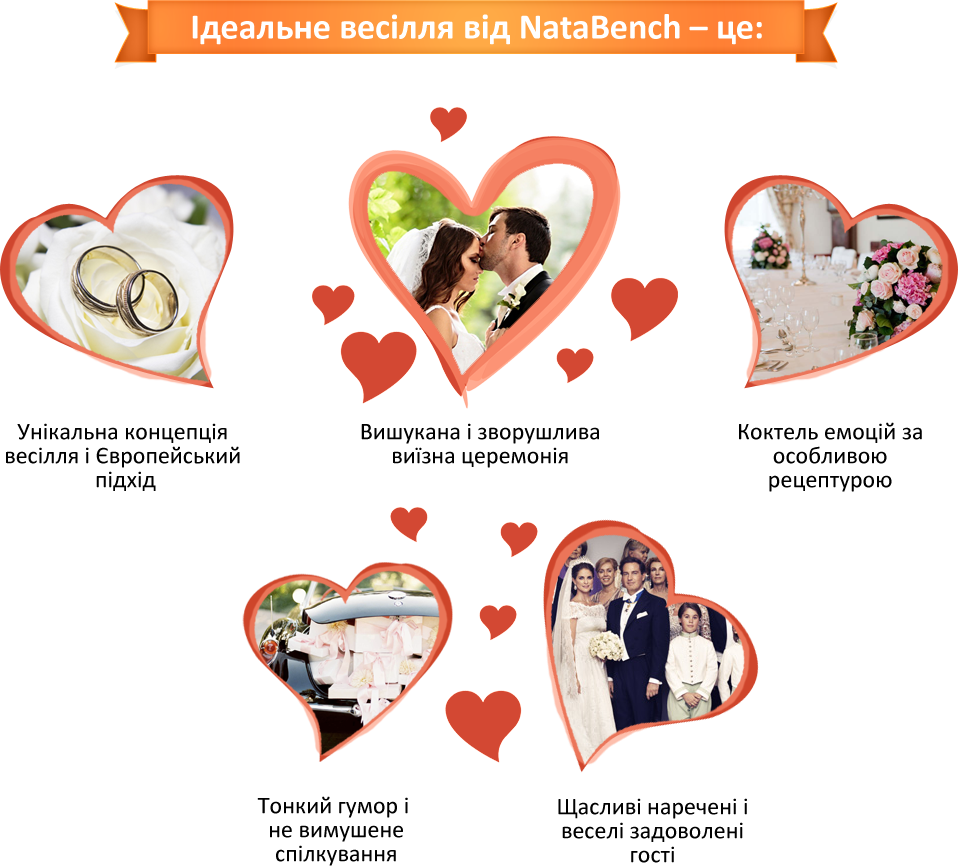 Ідеальне весілля від NataBench – це:
Унікальна концепція
весілля і Європейський
підхід
Вишукана і зворушлива
виїзна церемонія
Коктель емоцій за
особливою
рецептурою
Тонкий гумор і
не вимушене
спілкування
Щасливі наречені і
веселі задоволені
гості